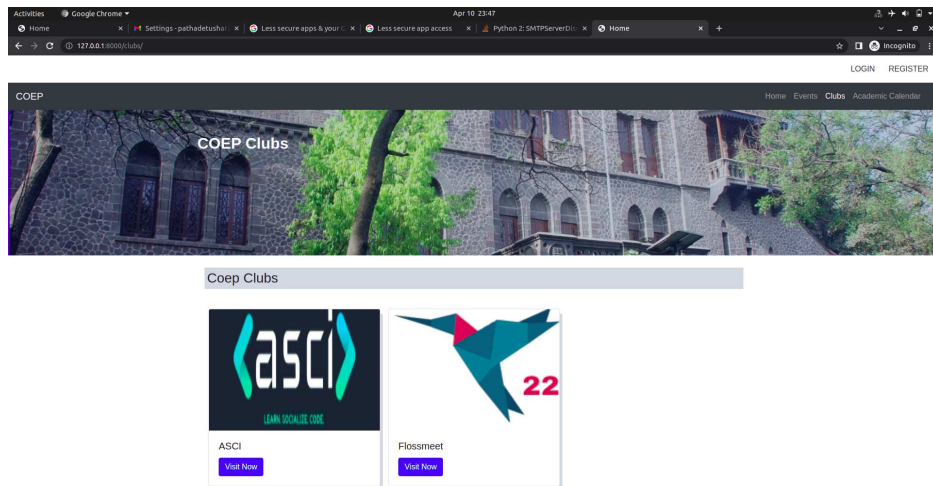 Activities Google Chrome Apr 10 23:47
Home Settings - pathadetusha Less secure apps & your G Less secure app access Python 2: SMTPServerDis Home
127.0.0.1:8000/clubs/ Incognito
LOGIN REGISTER
COEP Home Events Clubs Academic Calendar
COEP Clubs
Coep Clubs
asci
LEARN. SOCIALIZE. CODE.
22
ASCI Flossmeet
Visit Now Visit Now